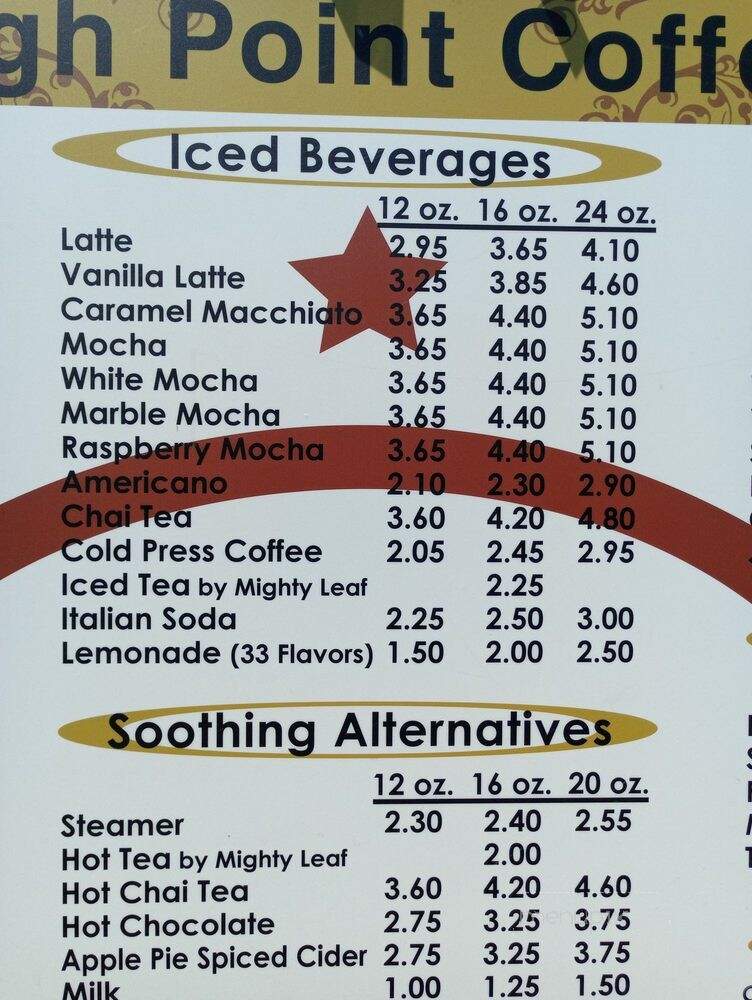 gh Point Coffe
Iced Beverages
12 oz. 16 oz. 24 oz.
Latte 2.95 3.65 4.10
Vanilla Latte 3.25 3.85 4.60
Caramel Macchiato 3.65 4.40 5.10
Mocha 3.65 4.40 5.10
White Mocha 3.65 4.40 5.10
Marble Mocha 3.65 4.40 5.10
Raspberry Mocha 3.65 4.40 5.10
Americano 2.10 2.30 2.90
Chai Tea 3.60 4.20 4.80
Cold Press Coffee 2.05 2.45 2.95
Iced Tea by Mighty Leaf 2.25
Italian Soda 2.25 2.50 3.00
Lemonade (33 Flavors) 1.50 2.00 2.50
Soothing Alternatives
12 oz. 16 oz. 20 oz.
Steamer 2.30 2.40 2.55
Hot Tea by Mighty Leaf 2.00
Hot Chai Tea 3.60 4.20 4.60
Hot Chocolate 2.75 3.25 3.75
Apple Pie Spiced Cider 2.75 3.25 3.75
Milk 1.00 1.25 1.50